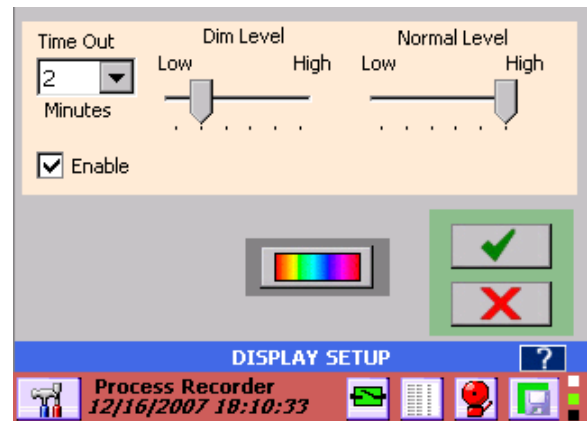 Time Out
Dim Level
Normal Level
Low
High
Low
High
2
Minutes
Enable
DISPLAY SETUP
?
Process Recorder
12/16/2007 18:10:33